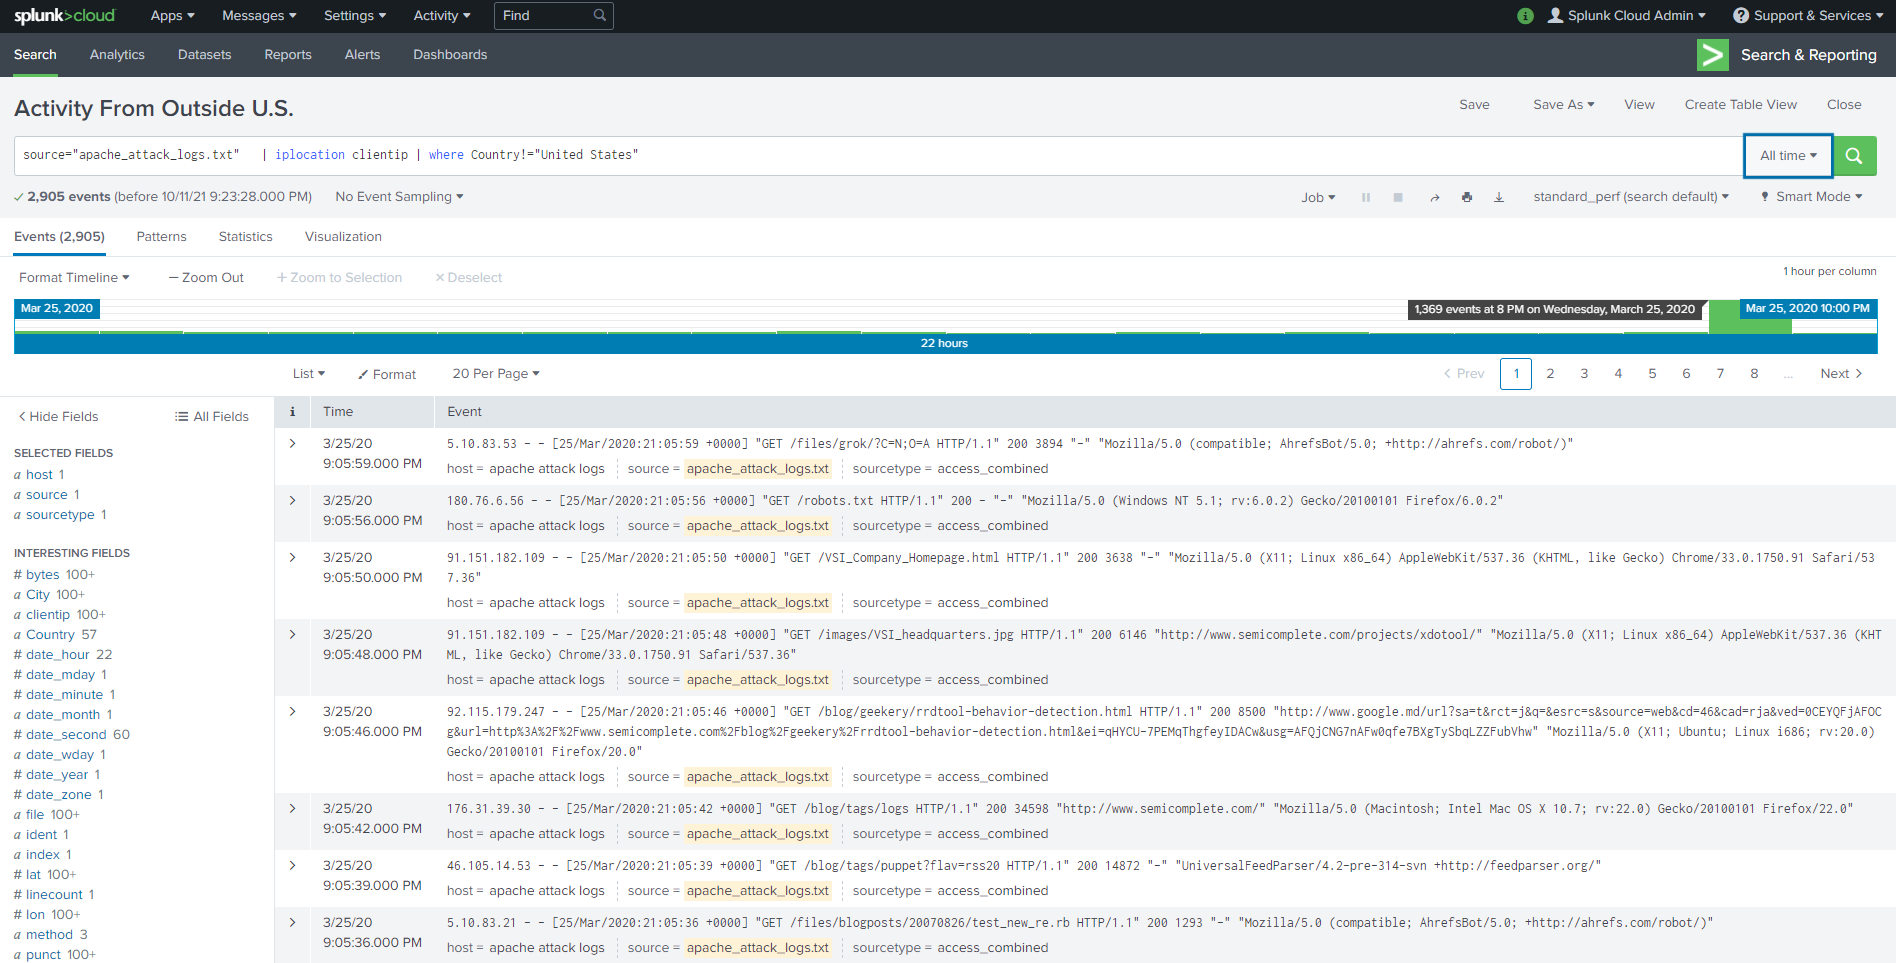 splunk>cloud Apps Messages Settings Activity Find Splunk Cloud Admin Support & Services
Search Analytics Datasets Reports Alerts Dashboards Search & Reporting
Activity From Outside U.S. Save Save As View Create Table View Close
source="apache_attack_logs.txt" | iplocation clientip | where Country!="United States" All time
2,905 events (before 10/11/21 9:23:28.000 PM) No Event Sampling Job standard_perf (search default) Smart Mode
Events (2,905) Patterns Statistics Visualization
Format Timeline − Zoom Out + Zoom to Selection × Deselect 1 hour per column
Mar 25, 2020 1,369 events at 8 PM on Wednesday, March 25, 2020 Mar 25, 2020 10:00 PM
22 hours
List Format 20 Per Page < Prev 1 2 3 4 5 6 7 8 ... Next >
< Hide Fields All Fields
SELECTED FIELDS
a host 1
a source 1
a sourcetype 1
INTERESTING FIELDS
# bytes 100+
a City 100+
a clientip 100+
a Country 57
# date_hour 22
# date_mday 1
# date_minute 1
a date_month 1
# date_second 60
a date_wday 1
# date_year 1
# date_zone 1
a file 100+
a ident 1
a index 1
# lat 100+
# linecount 1
# lon 100+
a method 3
a punct 100+
i Time Event
3/25/20 5.10.83.53 - - [25/Mar/2020:21:05:59 +0000] "GET /files/grok/?C=N;O=A HTTP/1.1" 200 3894 "-" "Mozilla/5.0 (compatible; AhrefsBot/5.0; +http://ahrefs.com/robot/)"
9:05:59.000 PM host = apache attack logs source = apache_attack_logs.txt sourcetype = access_combined
3/25/20 180.76.6.56 - - [25/Mar/2020:21:05:56 +0000] "GET /robots.txt HTTP/1.1" 200 - "-" "Mozilla/5.0 (Windows NT 5.1; rv:6.0.2) Gecko/20100101 Firefox/6.0.2"
9:05:56.000 PM host = apache attack logs source = apache_attack_logs.txt sourcetype = access_combined
3/25/20 91.151.182.109 - - [25/Mar/2020:21:05:50 +0000] "GET /VSI_Company_Homepage.html HTTP/1.1" 200 3638 "-" "Mozilla/5.0 (X11; Linux x86_64) AppleWebKit/537.36 (KHTML, like Gecko) Chrome/33.0.1750.91 Safari/53
9:05:50.000 PM 7.36"
host = apache attack logs source = apache_attack_logs.txt sourcetype = access_combined
3/25/20 91.151.182.109 - - [25/Mar/2020:21:05:48 +0000] "GET /images/VSI_headquarters.jpg HTTP/1.1" 200 6146 "http://www.semicomplete.com/projects/xdotool/" "Mozilla/5.0 (X11; Linux x86_64) AppleWebKit/537.36 (KHT
9:05:48.000 PM ML, like Gecko) Chrome/33.0.1750.91 Safari/537.36"
host = apache attack logs source = apache_attack_logs.txt sourcetype = access_combined
3/25/20 92.115.179.247 - - [25/Mar/2020:21:05:46 +0000] "GET /blog/geekery/rrdtool-behavior-detection.html HTTP/1.1" 200 8500 "http://www.google.md/url?sa=t&rct=j&q=&esrc=s&source=web&cd=46&cad=rja&ved=0CEYQFjAFOC
9:05:46.000 PM g&url=http%3A%2F%2Fwww.semicomplete.com%2Fblog%2Fgeekery%2Frrdtool-behavior-detection.html&ei=qHYCU-7PEMqThgfeyIDACw&usg=AFQjCNG7nAFw0qfe7BXgTySbqLZZFubVhw" "Mozilla/5.0 (X11; Ubuntu; Linux i686; rv:20.0)
Gecko/20100101 Firefox/20.0"
host = apache attack logs source = apache_attack_logs.txt sourcetype = access_combined
3/25/20 176.31.39.30 - - [25/Mar/2020:21:05:42 +0000] "GET /blog/tags/logs HTTP/1.1" 200 34598 "http://www.semicomplete.com/" "Mozilla/5.0 (Macintosh; Intel Mac OS X 10.7; rv:22.0) Gecko/20100101 Firefox/22.0"
9:05:42.000 PM host = apache attack logs source = apache_attack_logs.txt sourcetype = access_combined
3/25/20 46.105.14.53 - - [25/Mar/2020:21:05:39 +0000] "GET /blog/tags/puppet?flav=rss20 HTTP/1.1" 200 14872 "-" "UniversalFeedParser/4.2-pre-314-svn +http://feedparser.org/"
9:05:39.000 PM host = apache attack logs source = apache_attack_logs.txt sourcetype = access_combined
3/25/20 5.10.83.21 - - [25/Mar/2020:21:05:36 +0000] "GET /files/blogposts/20070826/test_new_re.rb HTTP/1.1" 200 1293 "-" "Mozilla/5.0 (compatible; AhrefsBot/5.0; +http://ahrefs.com/robot/)"
9:05:36.000 PM host = apache attack logs source = apache_attack_logs.txt sourcetype = access_combined